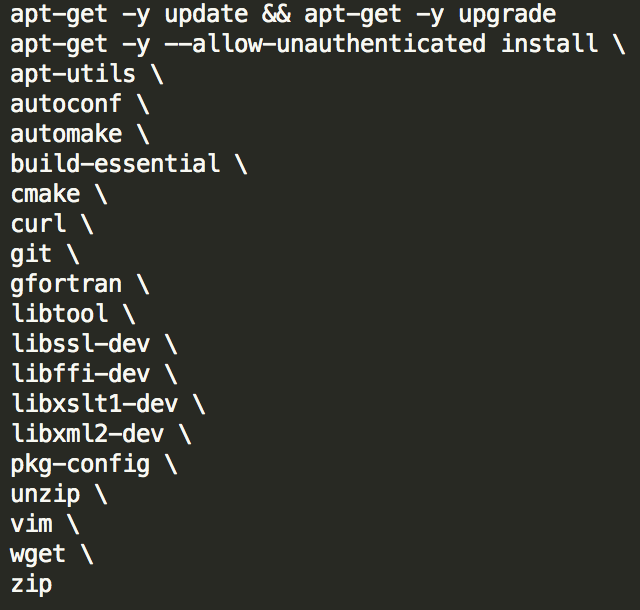 apt-get -y update && apt-get -y upgrade
apt-get -y --allow-unauthenticated install \
apt-utils \
autoconf \
automake \
build-essential \
cmake \
curl \
git \
gfortran \
libtool \
libssl-dev \
libffi-dev \
libxslt1-dev \
libxml2-dev \
pkg-config \
unzip \
vim \
wget \
zip